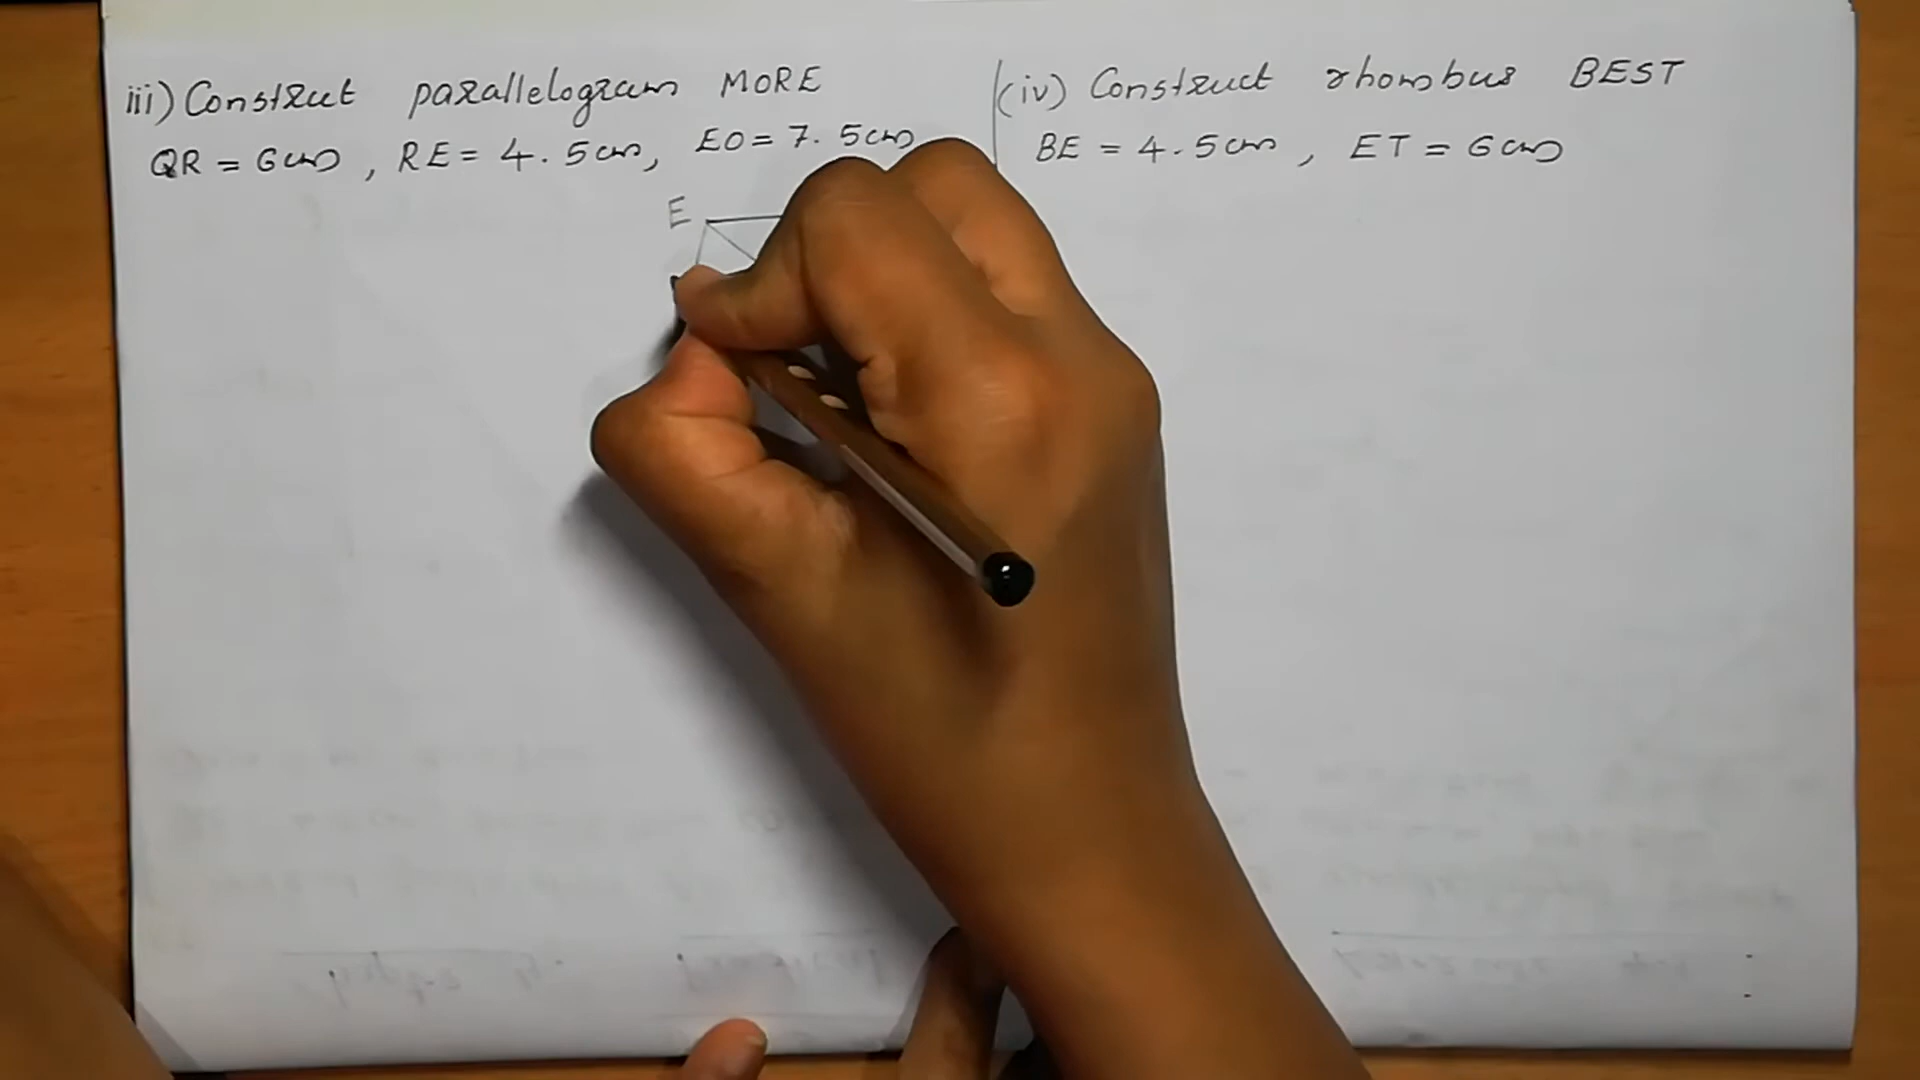 iii) Construct parallelogram MORE
QR = 6cm, RE = 4.5cm, EO = 7.5cm
E
(iv) Construct rhombus BEST
BE = 4.5cm, ET = 6cm